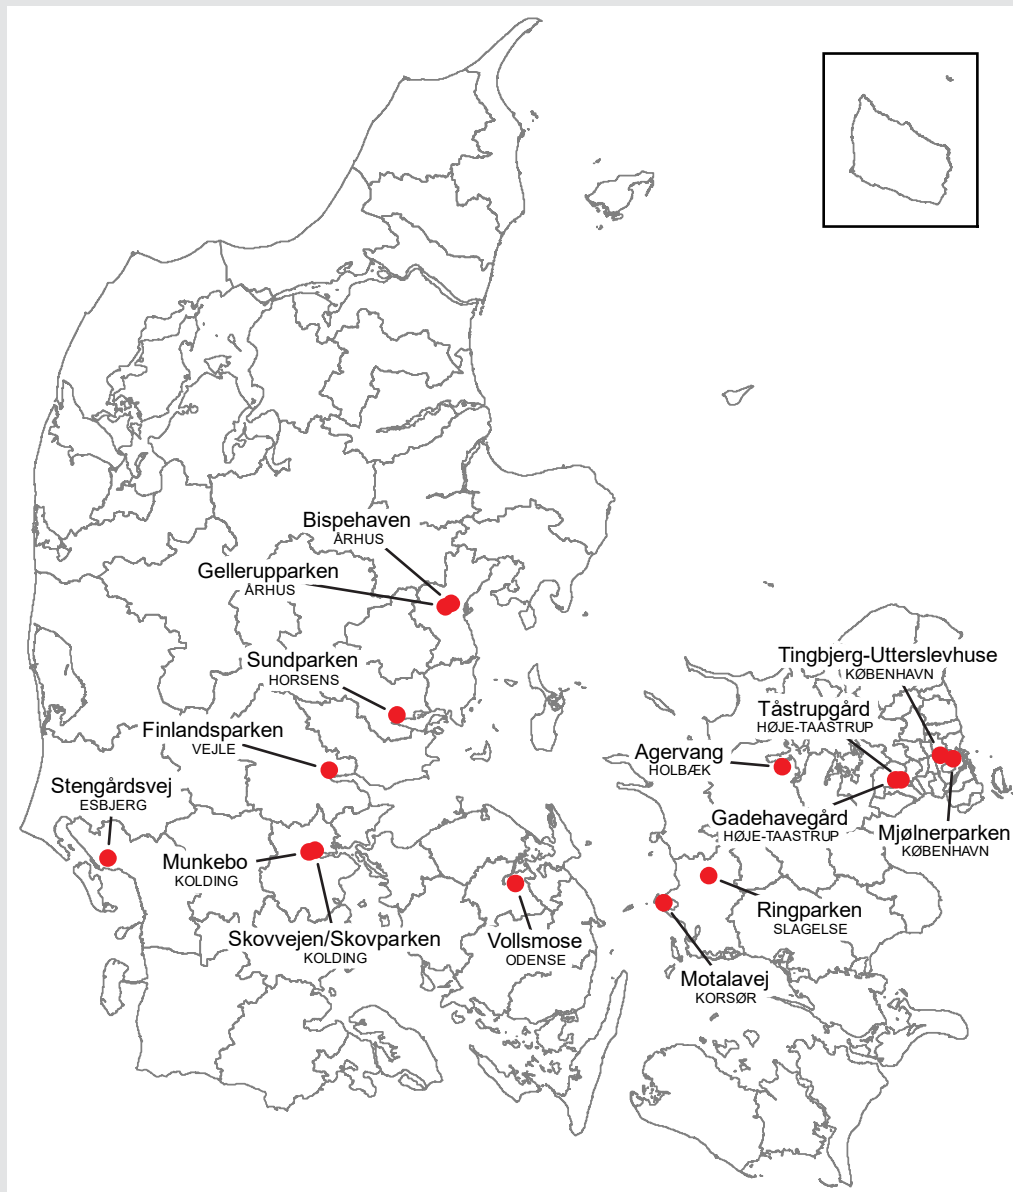 Bispehaven
ÅRHUS
Gellerupparken
ÅRHUS
Sundparken
HORSENS
Finlandsparken
VEJLE
Stengårdsvej
ESBJERG
Munkebo
KOLDING
Skovvejen/Skovparken
KOLDING
Vollsmose
ODENSE
Tingbjerg-Utterslevhuse
KØBENHAVN
Tåstrupgård
HØJE-TAASTRUP
Agervang
HOLBÆK
Gadehavegård
HØJE-TAASTRUP
Mjølnerparken
KØBENHAVN
Ringparken
SLAGELSE
Motalavej
KORSØR